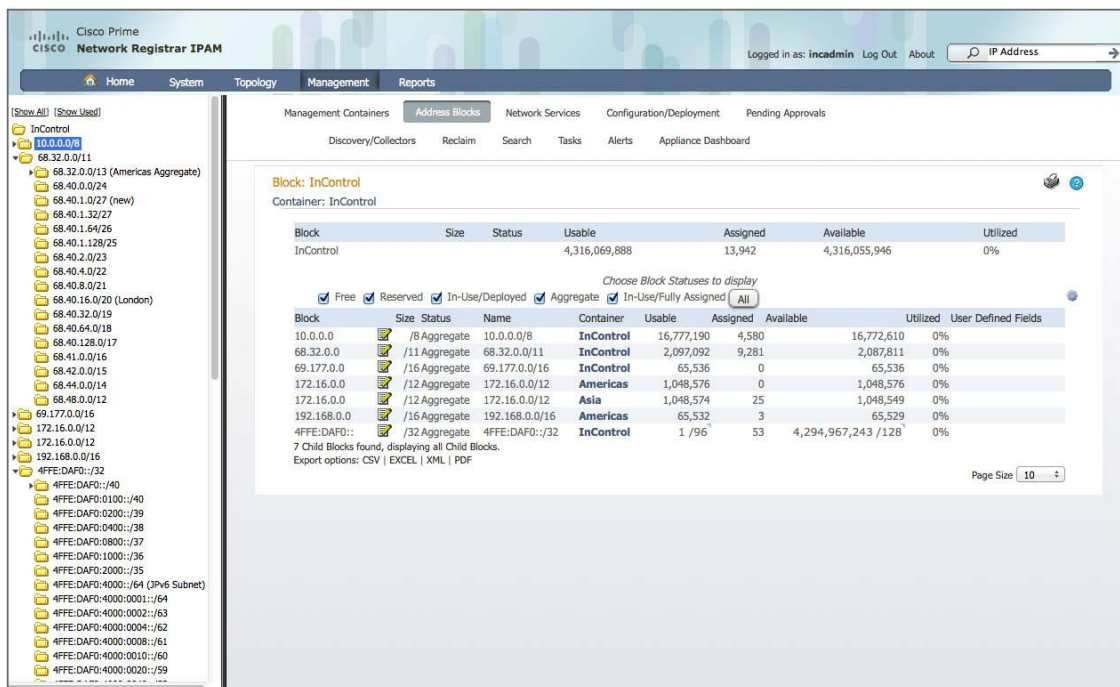 Cisco Prime
CISCO Network Registrar IPAM
Logged in as: incadmin Log Out About IP Address
Home System Topology Management Reports
[Show All] [Show Used]
InControl
10.0.0.0/8
68.32.0.0/11
68.32.0.0/13 (Americas Aggregate)
68.40.0.0/24
68.40.1.0/27 (new)
68.40.1.32/27
68.40.1.64/26
68.40.1.128/25
68.40.2.0/23
68.40.4.0/22
68.40.8.0/21
68.40.16.0/20 (London)
68.40.32.0/19
68.40.64.0/18
68.40.128.0/17
68.41.0.0/16
68.42.0.0/15
68.44.0.0/14
68.48.0.0/12
69.177.0.0/16
172.16.0.0/12
172.16.0.0/12
192.168.0.0/16
4FFE:DAF0::/32
4FFE:DAF0::/40
4FFE:DAF0:0100::/40
4FFE:DAF0:0200::/39
4FFE:DAF0:0400::/38
4FFE:DAF0:0800::/37
4FFE:DAF0:1000::/36
4FFE:DAF0:2000::/35
4FFE:DAF0:4000::/64 (JPv6 Subnet)
4FFE:DAF0:4000:0001::/64
4FFE:DAF0:4000:0002::/63
4FFE:DAF0:4000:0004::/62
4FFE:DAF0:4000:0008::/61
4FFE:DAF0:4000:0010::/60
4FFE:DAF0:4000:0020::/59
Management Containers Address Blocks Network Services Configuration/Deployment Pending Approvals
Discovery/Collectors Reclaim Search Tasks Alerts Appliance Dashboard
Block: InControl
Container: InControl
Block Size Status Usable Assigned Available Utilized
InControl 4,316,069,888 13,942 4,316,055,946 0%
Choose Block Statuses to display
Free Reserved In-Use/Deployed Aggregate In-Use/Fully Assigned All
Block Size Status Name Container Usable Assigned Available Utilized User Defined Fields
10.0.0.0 /8 Aggregate 10.0.0.0/8 InControl 16,777,190 4,580 16,772,610 0%
68.32.0.0 /11 Aggregate 68.32.0.0/11 InControl 2,097,092 9,281 2,087,811 0%
69.177.0.0 /16 Aggregate 69.177.0.0/16 InControl 65,536 0 65,536 0%
172.16.0.0 /12 Aggregate 172.16.0.0/12 Americas 1,048,576 0 1,048,576 0%
172.16.0.0 /12 Aggregate 172.16.0.0/12 Asia 1,048,574 25 1,048,549 0%
192.168.0.0 /16 Aggregate 192.168.0.0/16 Americas 65,532 3 65,529 0%
4FFE:DAF0:: /32 Aggregate 4FFE:DAF0::/32 InControl 1 /96 53 4,294,967,243 /128 0%
7 Child Blocks found, displaying all Child Blocks.
Export options: CSV | EXCEL | XML | PDF
Page Size 10